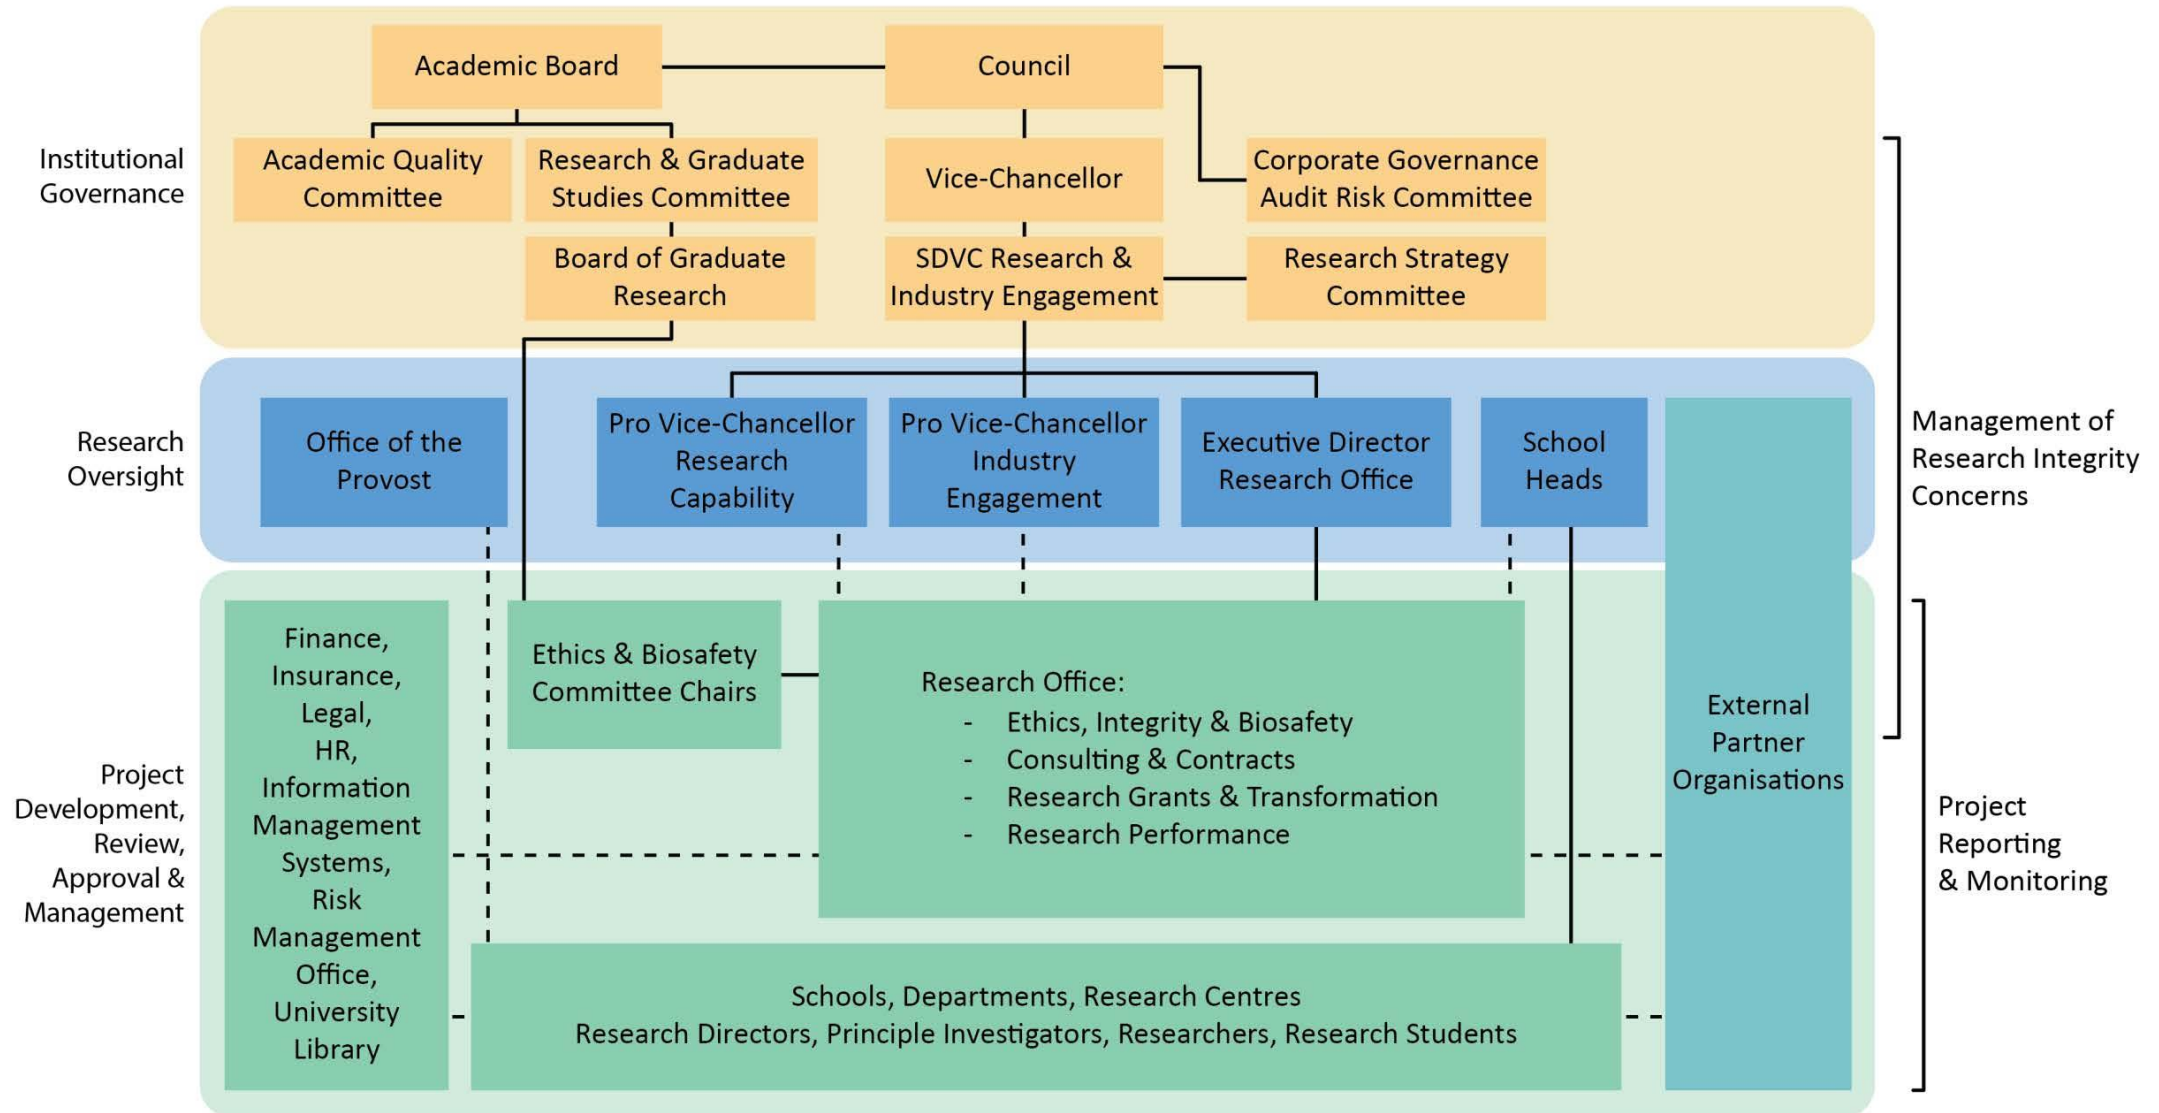 Institutional
Governance
Academic Board
Council
Academic Quality
Committee
Research & Graduate
Studies Committee
Vice-Chancellor
Corporate Governance
Audit Risk Committee
Board of Graduate
Research
SDVC Research &
Industry Engagement
Research Strategy
Committee
Research
Oversight
Office of the
Provost
Pro Vice-Chancellor
Research
Capability
Pro Vice-Chancellor
Industry
Engagement
Executive Director
Research Office
School
Heads
Management of
Research Integrity
Concerns
Project
Development,
Review,
Approval &
Management
Finance,
Insurance,
Legal,
HR,
Information
Management
Systems,
Risk
Management
Office,
University
Library
Ethics & Biosafety
Committee Chairs
Research Office:
- Ethics, Integrity & Biosafety
- Consulting & Contracts
- Research Grants & Transformation
- Research Performance
External
Partner
Organisations
Project
Reporting
& Monitoring
Schools, Departments, Research Centres
Research Directors, Principle Investigators, Researchers, Research Students